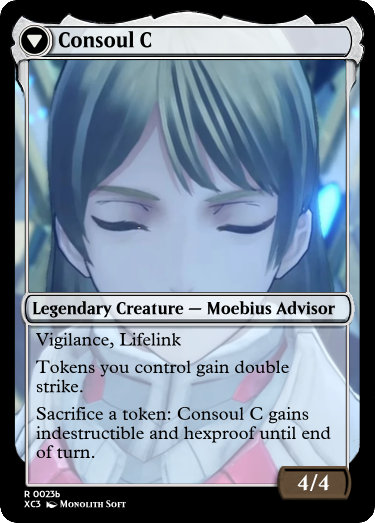 Consoul C
Legendary Creature — Moebius Advisor
Vigilance, Lifelink
Tokens you control gain double
strike.
Sacrifice a token: Consoul C gains
indestructible and hexproof until end
of turn.
4/4
R 0023b
XC3 Monolith Soft